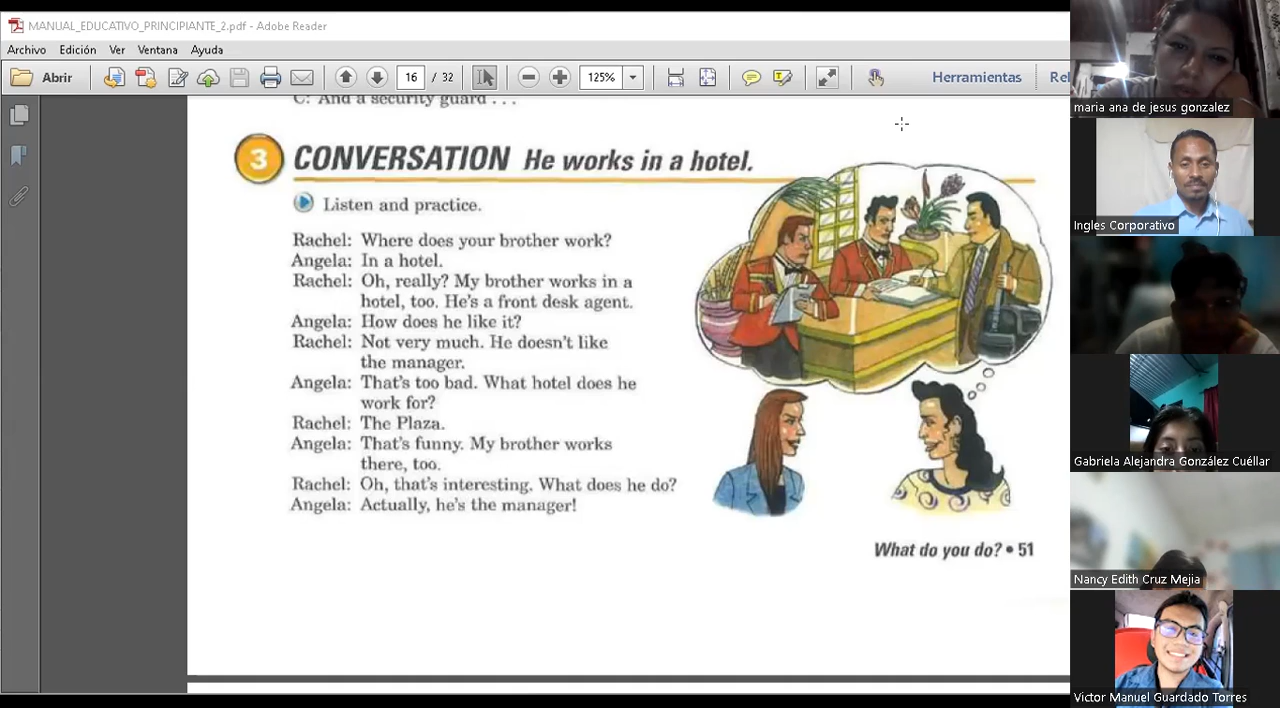 MANUAL_EDUCATIVO_PRINCIPIANTE_2.pdf - Adobe Reader
Archivo Edición Ver Ventana Ayuda
Abrir 16 / 32 125% Herramientas Rel
C: And a security guard . . .
3 CONVERSATION He works in a hotel.
Listen and practice.
Rachel: Where does your brother work?
Angela: In a hotel.
Rachel: Oh, really? My brother works in a
hotel, too. He's a front desk agent.
Angela: How does he like it?
Rachel: Not very much. He doesn't like
the manager.
Angela: That's too bad. What hotel does he
work for?
Rachel: The Plaza.
Angela: That's funny. My brother works
there, too.
Rachel: Oh, that's interesting. What does he do?
Angela: Actually, he's the manager!
What do you do? • 51
maria ana de jesus gonzalez
Ingles Corporativo
Gabriela Alejandra González Cuéllar
Nancy Edith Cruz Mejia
Victor Manuel Guardado Torres